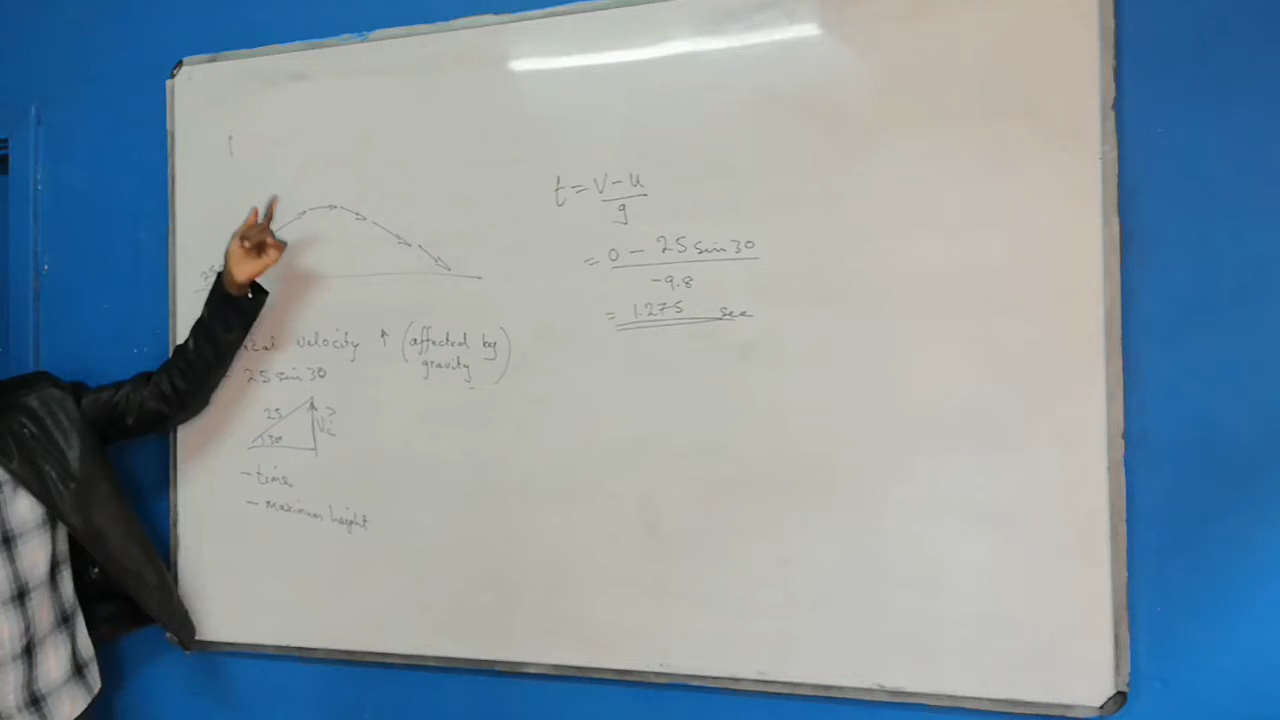 25
velocity ↑ (affected by
gravity)
25 sin 30
25
30
V
- time
- maximum height
t = V - u / g
= 0 - 25 sin 30 / -9.8
= 1.275 sec